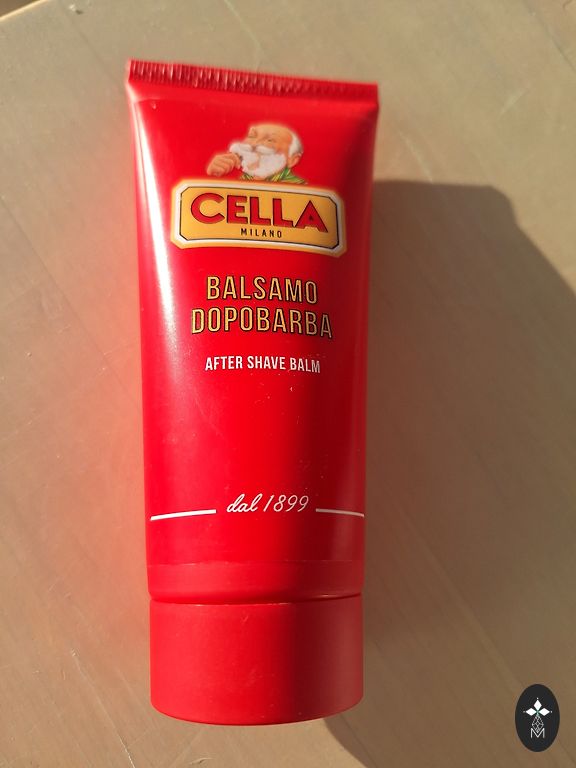 CELLA
MILANO
BALSAMO
DOPOBARBA
AFTER SHAVE BALM
dal 1899
M